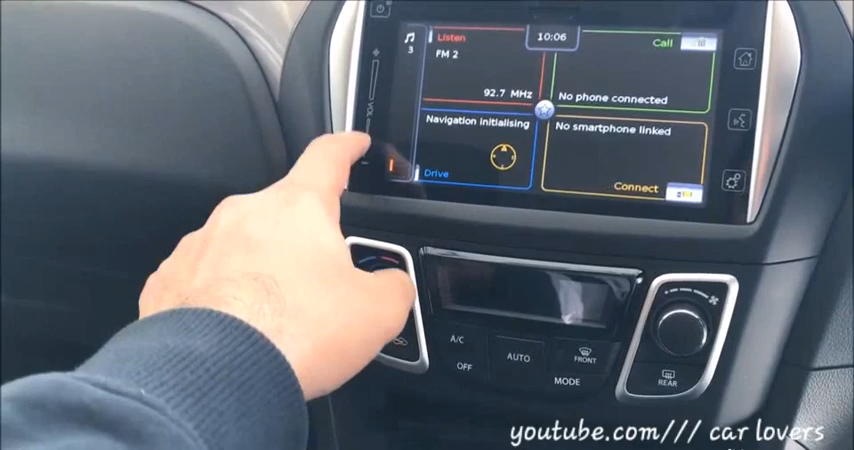 10:06
Listen
Call
3
FM 2
92.7 MHz
No phone connected
VOL
Navigation initialising
No smartphone linked
Drive
Connect
A/C
OFF
AUTO
FRONT
MODE
REAR
youtube.com/// car lovers